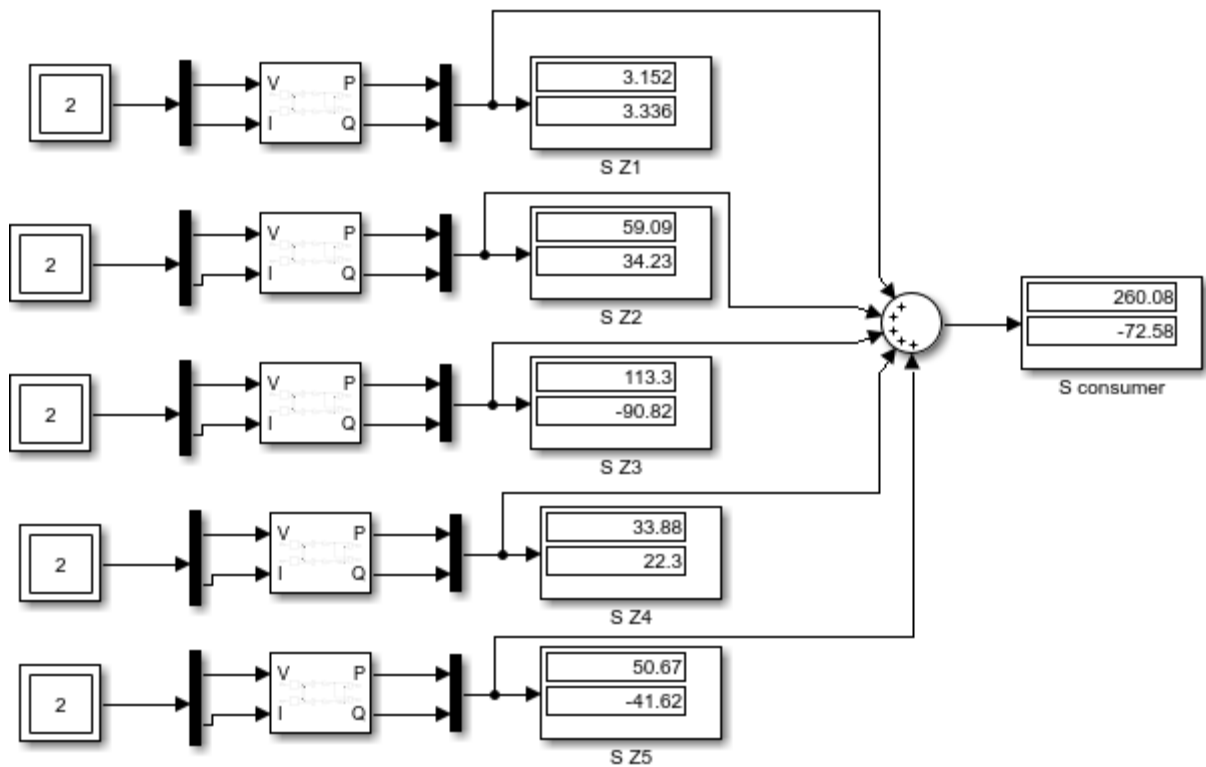 2
V
P
I
Q
3.152
3.336
S Z1
2
V
P
I
Q
59.09
34.23
S Z2
2
V
P
I
Q
113.3
-90.82
S Z3
2
V
P
I
Q
33.88
22.3
S Z4
2
V
P
I
Q
50.67
-41.62
S Z5
260.08
-72.58
S consumer